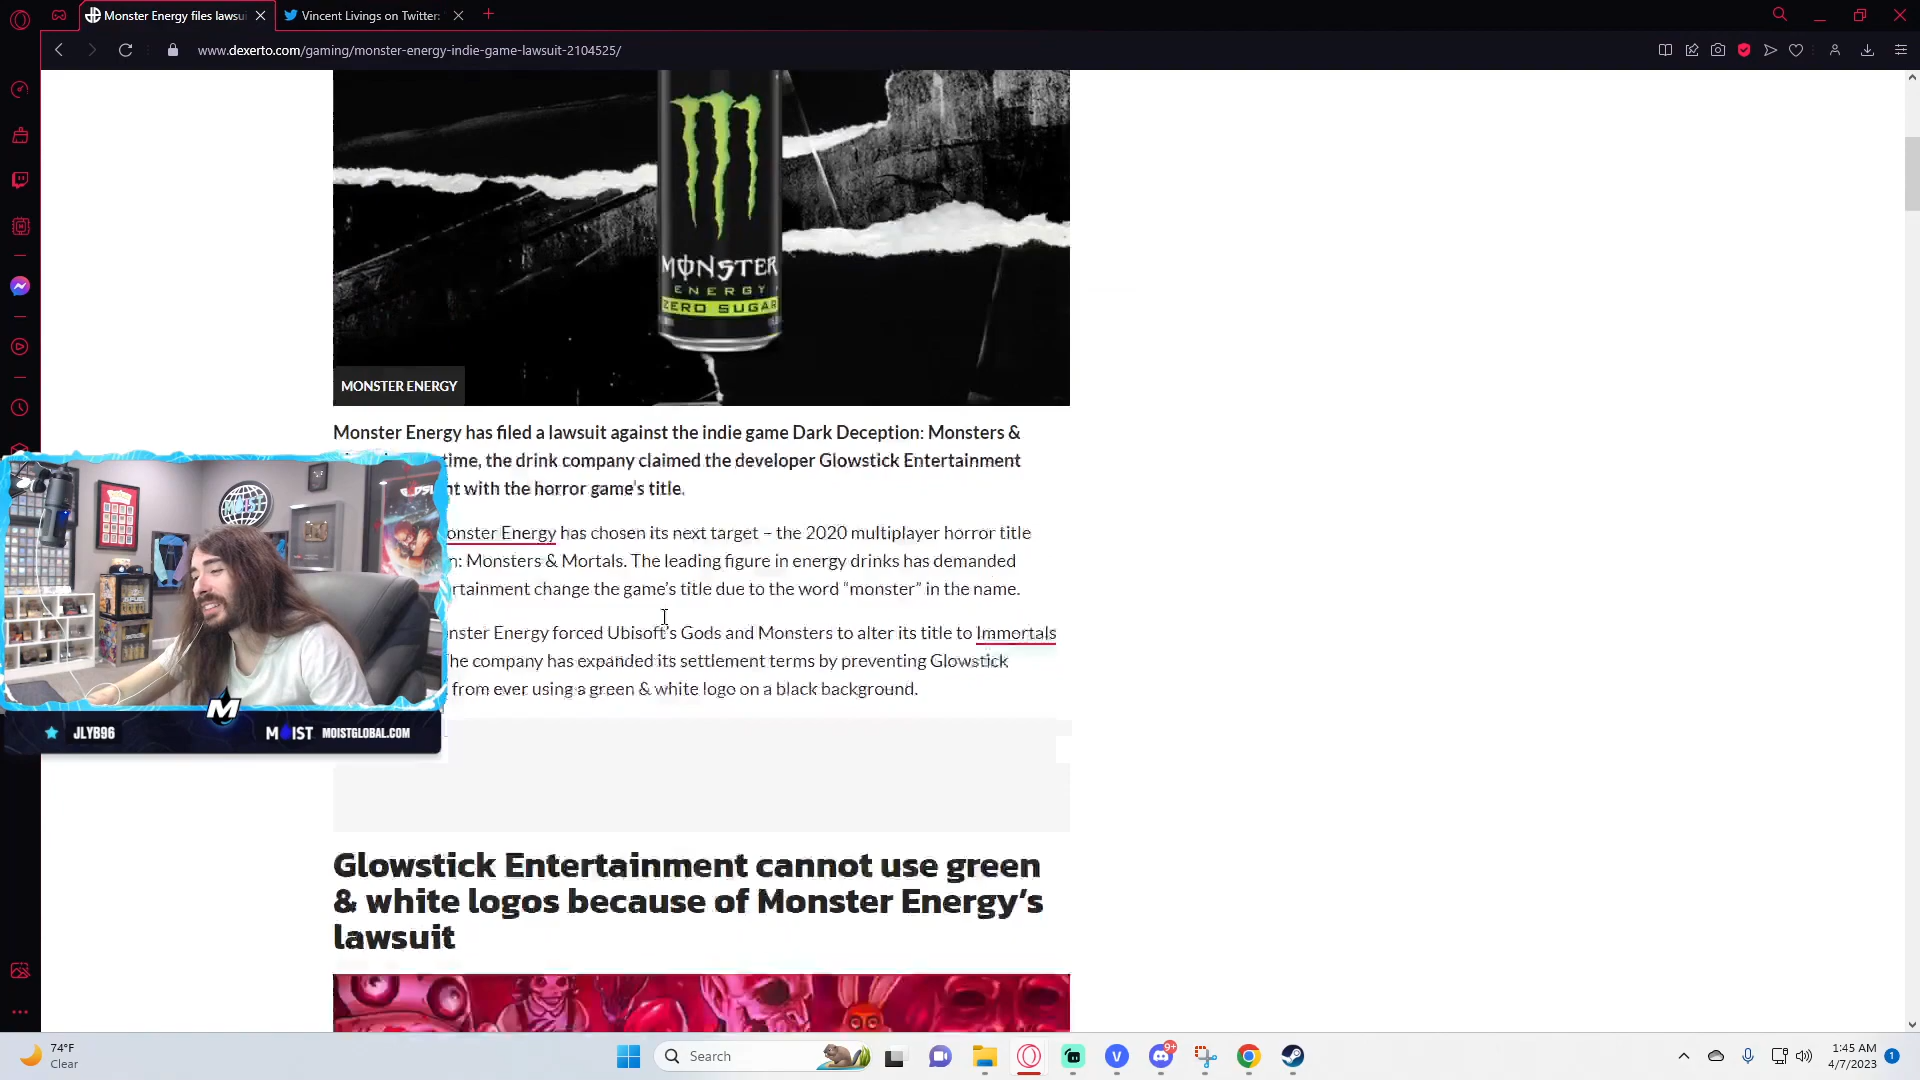 Monster Energy files lawsui
Vincent Livings on Twitter:
www.dexerto.com/gaming/monster-energy-indie-game-lawsuit-2104525/
MONSTER
ENERGY
ZERO SUGAR
MONSTER ENERGY
Monster Energy has filed a lawsuit against the indie game Dark Deception: Monsters &
time, the drink company claimed the developer Glowstick Entertainment
nt with the horror game's title.
onster Energy has chosen its next target – the 2020 multiplayer horror title
n: Monsters & Mortals. The leading figure in energy drinks has demanded
rtainment change the game's title due to the word “monster” in the name.
nster Energy forced Ubisoft's Gods and Monsters to alter its title to Immortals
he company has expanded its settlement terms by preventing Glowstick
from ever using a green & white logo on a black background.
MOIST
M
JLYB96
MOIST MOISTGLOBAL.COM
Glowstick Entertainment cannot use green
& white logos because of Monster Energy's
lawsuit
74°F
Clear
Search
V
9+
1:45 AM
4/7/2023
1